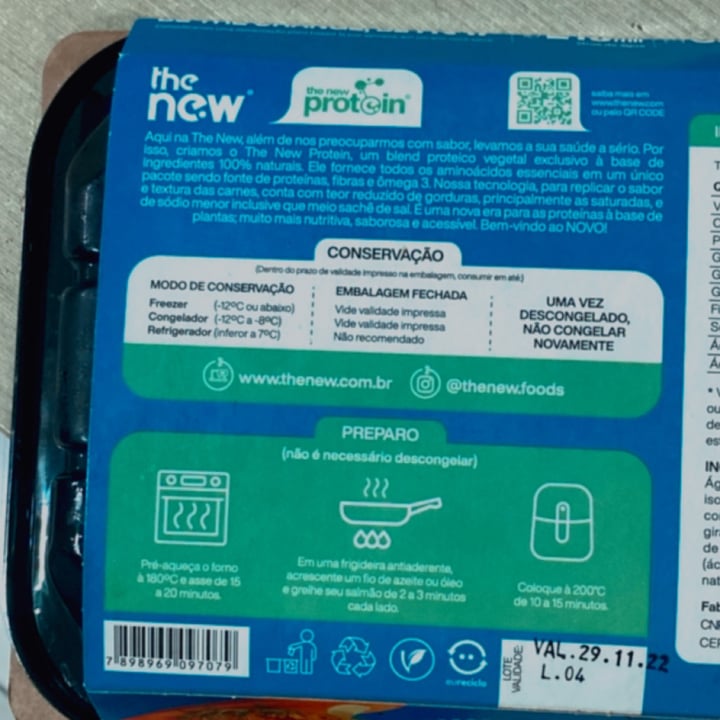 the new
the new protein
saiba mais em
www.thenew.com
ou pelo QR CODE
Aqui na The New, além de nos preocuparmos com sabor, levamos a sua saúde a sério. Por
isso, criamos o The New Protein, um blend proteico vegetal exclusivo à base de
ingredientes 100% naturais. Ele fornece todos os aminoácidos essenciais em um único
pacote sendo fonte de proteínas, fibras e ômega 3. Nossa tecnologia, para replicar o sabor
e textura das carnes, conta com teor reduzido de gorduras, principalmente as saturadas, e
de sódio menor inclusive que meio sachê de sal. É uma nova era para as proteínas à base de
plantas; muito mais nutritiva, saborosa e acessível. Bem-vindo ao NOVO!
CONSERVAÇÃO
(Dentro do prazo de validade impresso na embalagem, consumir em até:)
MODO DE CONSERVAÇÃO
Freezer (-12ºC ou abaixo)
Congelador (-12ºC a -8ºC)
Refrigerador (inferor a 7ºC)
EMBALAGEM FECHADA
Vide validade impressa
Vide validade impressa
Não recomendado
UMA VEZ
DESCONGELADO,
NÃO CONGELAR
NOVAMENTE
www.thenew.com.br
@thenew.foods
PREPARO
(não é necessário descongelar)
Pré-aqueça o forno
à 180ºC e asse de 15
a 20 minutos.
Em uma frigideira antiaderente,
acrescente um fio de azeite ou óleo
e grelhe seu salmão de 2 a 3 minutos
cada lado.
Coloque à 200ºC
de 10 a 15 minutos.
7 898969 097079
eureciclo
LOTE
VALIDADE:
VAL.29.11.22
L.04